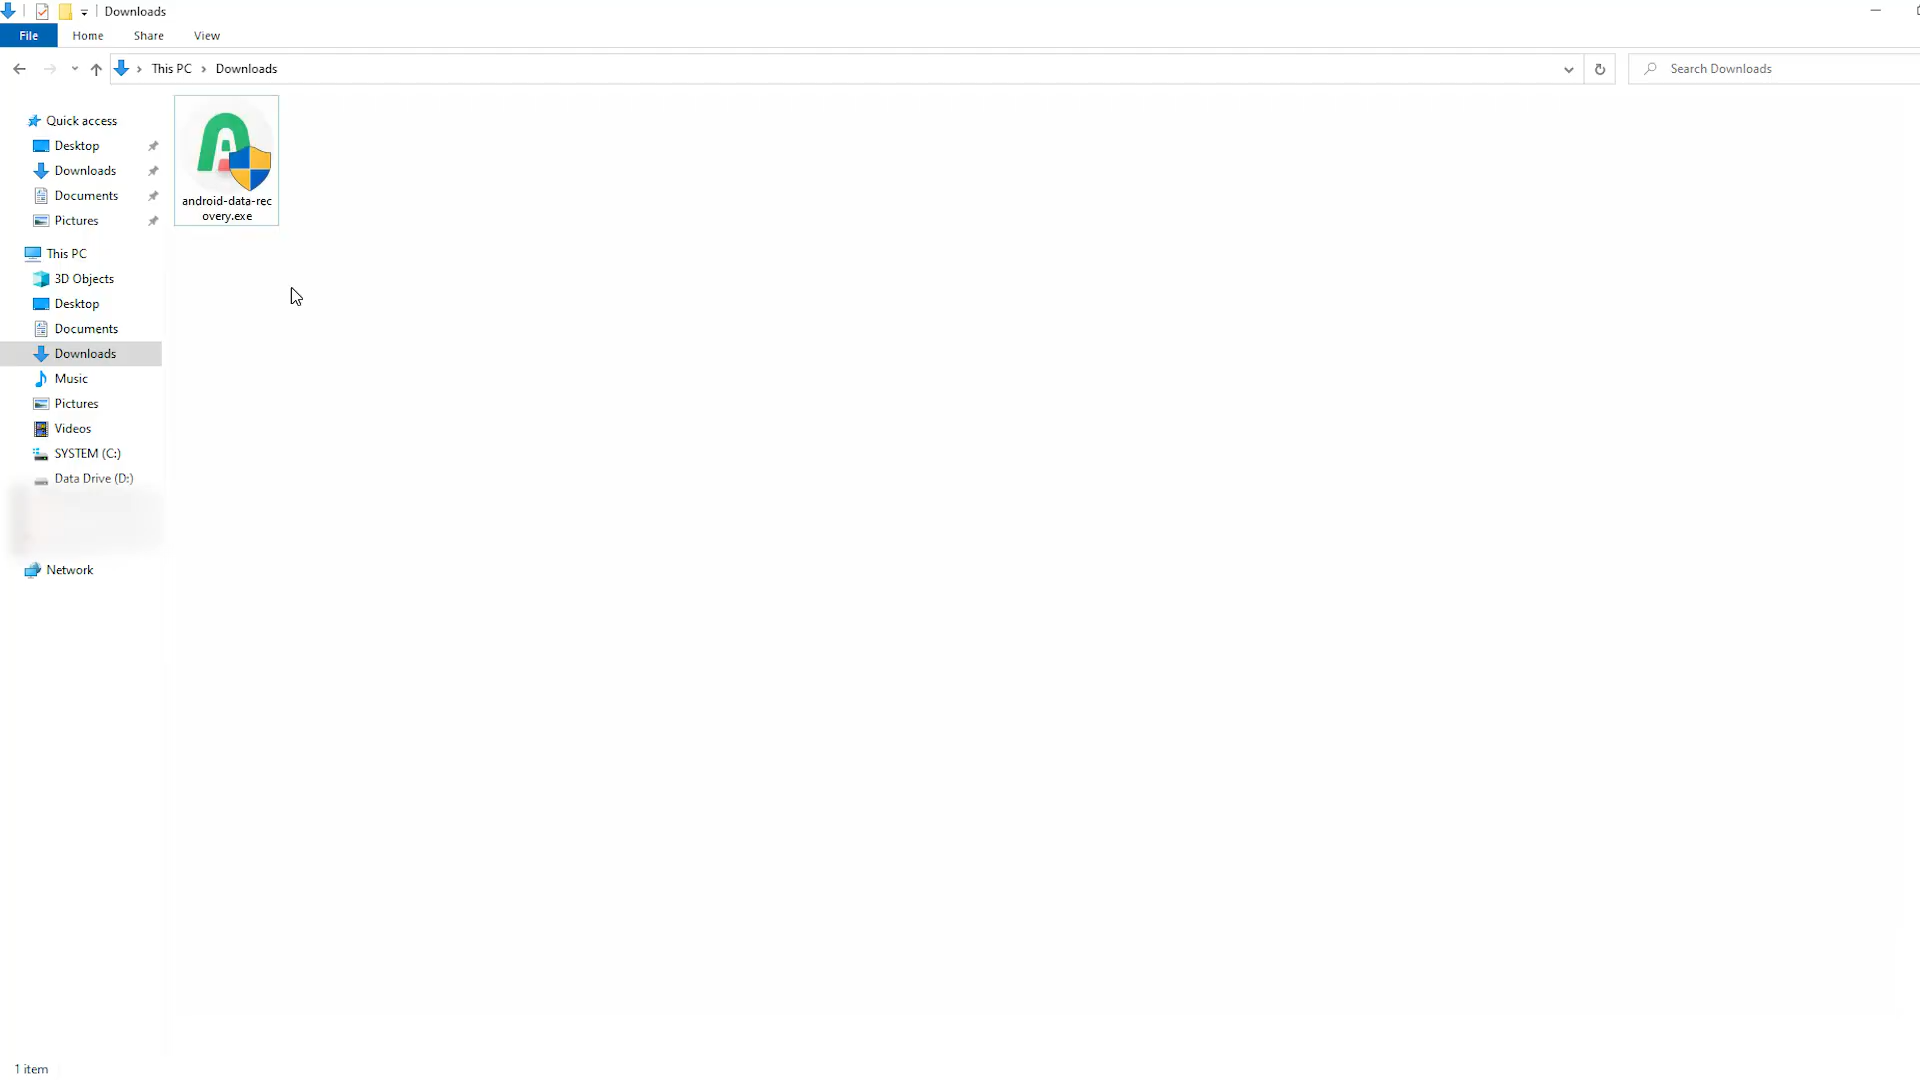 Downloads
File Home Share View
This PC Downloads
Search Downloads
Quick access
Desktop
Downloads
Documents
Pictures
This PC
3D Objects
Desktop
Documents
Downloads
Music
Pictures
Videos
SYSTEM (C:)
Data Drive (D:)
Network
android-data-rec
overy.exe
1 item